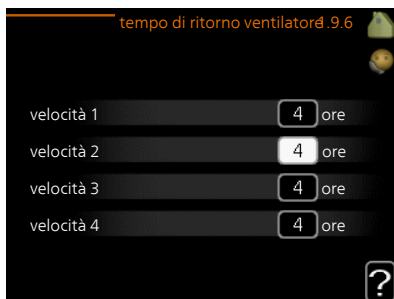 tempo di ritorno ventilatore 1.9.6
velocità 1 4 ore
velocità 2 4 ore
velocità 3 4 ore
velocità 4 4 ore
?